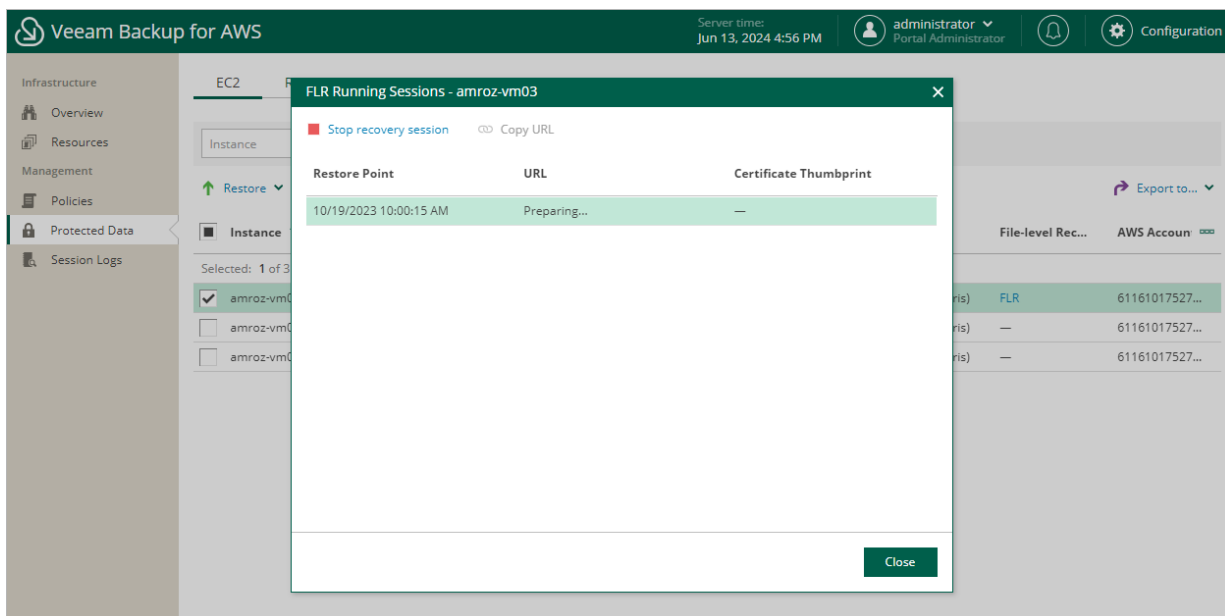 Veeam Backup for AWS
Server time:
Jun 13, 2024 4:56 PM
administrator
Portal Administrator
Configuration
Infrastructure
Overview
Resources
Management
Policies
Protected Data
Session Logs
EC2
Instance
Restore
Export to...
Instance
File-level Rec...
AWS Accoun
Selected: 1 of 3
amroz-vm0
ris)
FLR
61161017527...
amroz-vm0
ris)
—
61161017527...
amroz-vm0
ris)
—
61161017527...
FLR Running Sessions - amroz-vm03
Stop recovery session
Copy URL
Restore Point
URL
Certificate Thumbprint
10/19/2023 10:00:15 AM
Preparing...
—
Close